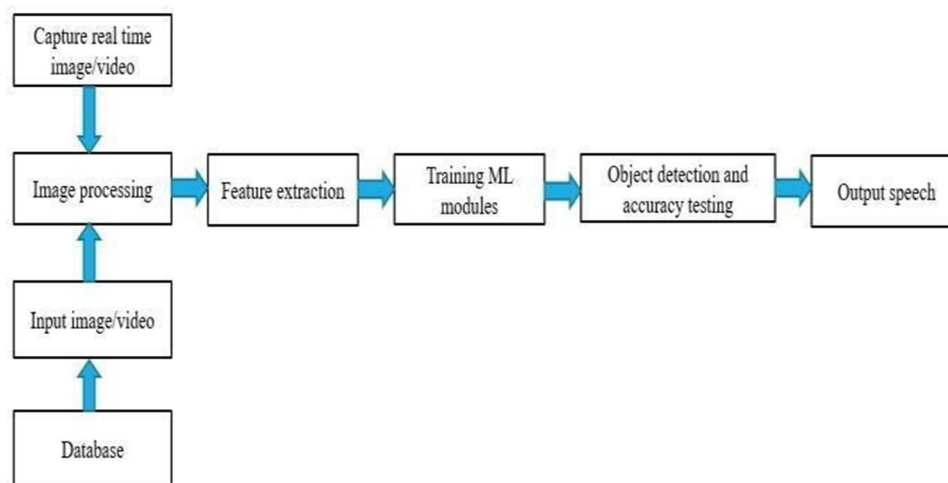 Capture real time
image/video
Image processing
Feature extraction
Training ML
modules
Object detection and
accuracy testing
Output speech
Input image/video
Database